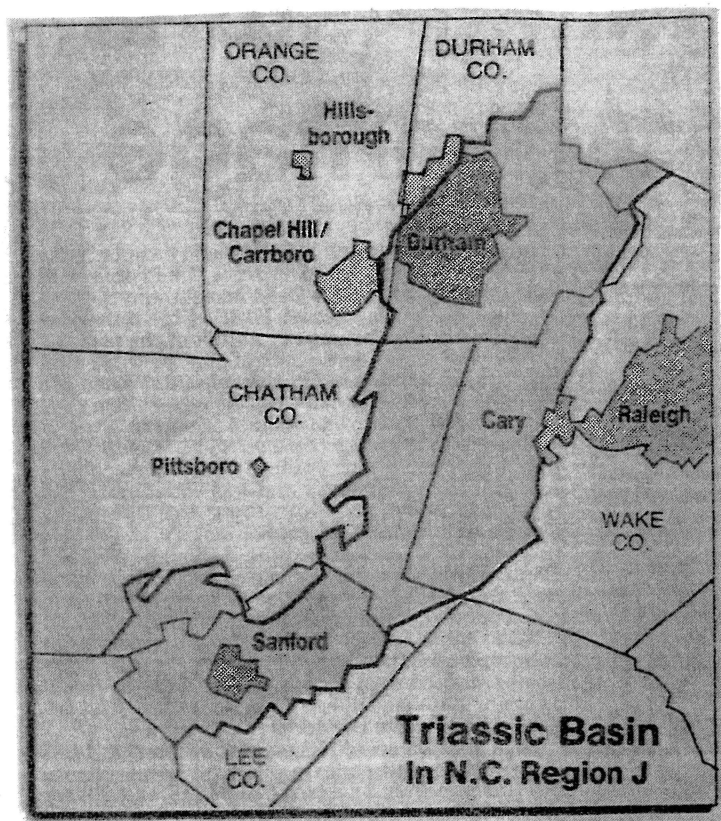 ORANGE
CO.
DURHAM
CO.
Hills-
borough
Chapel Hill/
Carrboro
Durham
CHATHAM
CO.
Cary
Raleigh
Pittsboro
WAKE
CO.
Sanford
LEE
CO.
Triassic Basin
in N.C. Region J